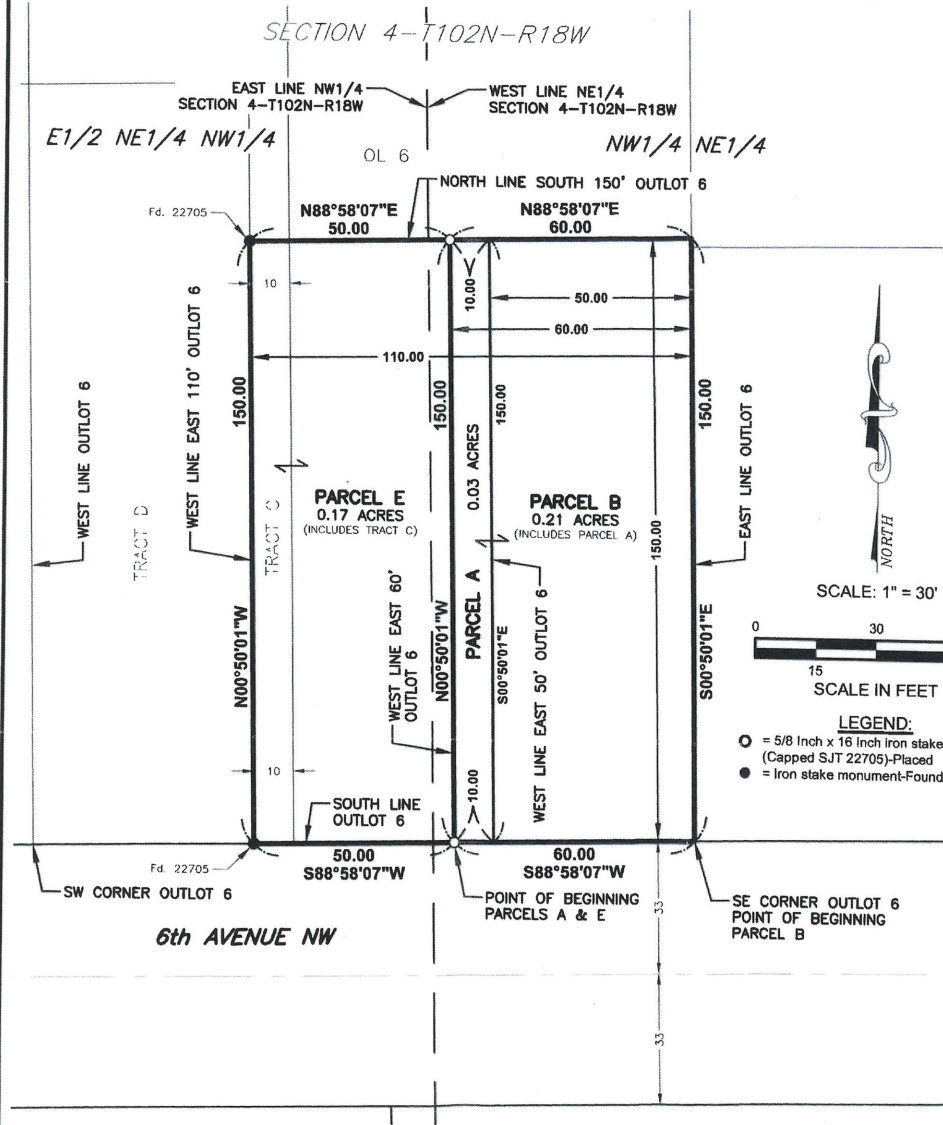 SECTION 4-T102N-R18W
EAST LINE NW1/4
SECTION 4-T102N-R18W
WEST LINE NE1/4
SECTION 4-T102N-R18W
E1/2 NE1/4 NW1/4
OL 6
NW1/4 NE1/4
NORTH LINE SOUTH 150' OUTLOT 6
Fd. 22705
N88°58'07"E
50.00
N88°58'07"E
60.00
10
10.00
50.00
60.00
110.00
WEST LINE OUTLOT 6
TRACT D
WEST LINE EAST 110' OUTLOT 6
150.00
N00°50'01"W
TRACT C
PARCEL E
0.17 ACRES
(INCLUDES TRACT C)
WEST LINE EAST 60'
OUTLOT 6
150.00
N00°50'01"W
PARCEL A
0.03 ACRES
150.00
S00°50'01"E
WEST LINE EAST 50' OUTLOT 6
PARCEL B
0.21 ACRES
(INCLUDES PARCEL A)
150.00
150.00
S00°50'01"E
EAST LINE OUTLOT 6
NORTH
SCALE: 1" = 30'
0
30
15
SCALE IN FEET
LEGEND:
= 5/8 Inch x 16 Inch iron stake
(Capped SJT 22705)-Placed
= Iron stake monument-Found
10
10.00
SOUTH LINE
OUTLOT 6
Fd. 22705
50.00
S88°58'07"W
60.00
S88°58'07"W
SW CORNER OUTLOT 6
POINT OF BEGINNING
PARCELS A & E
SE CORNER OUTLOT 6
POINT OF BEGINNING
PARCEL B
6th AVENUE NW
33
33